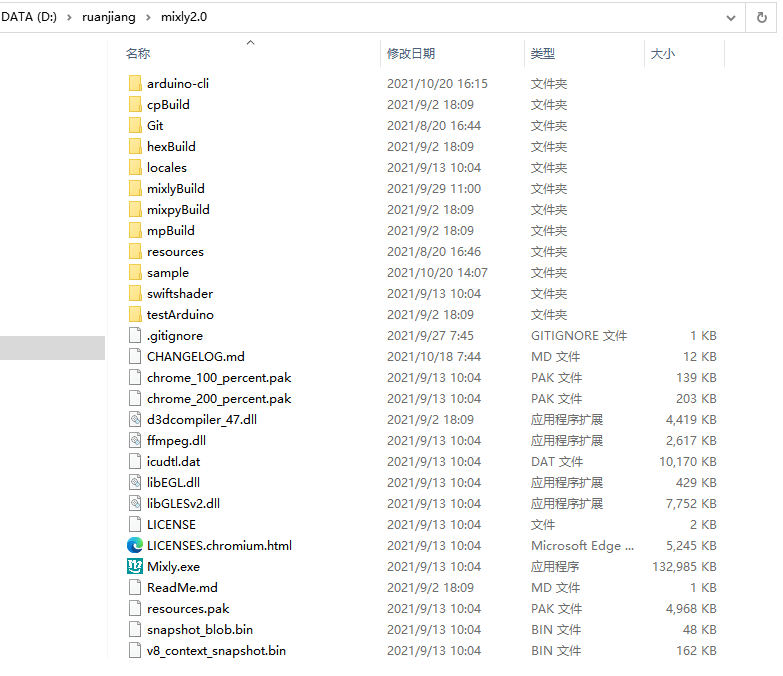 DATA (D:) › ruanjiang › mixly2.0
名称 修改日期 类型 大小
arduino-cli 2021/10/20 16:15 文件夹
cpBuild 2021/9/2 18:09 文件夹
Git 2021/8/20 16:44 文件夹
hexBuild 2021/9/2 18:09 文件夹
locales 2021/9/13 10:04 文件夹
mixlyBuild 2021/9/29 11:00 文件夹
mixpyBuild 2021/9/2 18:09 文件夹
mpBuild 2021/9/2 18:09 文件夹
resources 2021/8/20 16:46 文件夹
sample 2021/10/20 14:07 文件夹
swiftshader 2021/9/13 10:04 文件夹
testArduino 2021/9/2 18:09 文件夹
.gitignore 2021/9/27 7:45 GITIGNORE 文件 1 KB
CHANGELOG.md 2021/10/18 7:44 MD 文件 12 KB
chrome_100_percent.pak 2021/9/13 10:04 PAK 文件 139 KB
chrome_200_percent.pak 2021/9/13 10:04 PAK 文件 203 KB
d3dcompiler_47.dll 2021/9/2 18:09 应用程序扩展 4,419 KB
ffmpeg.dll 2021/9/13 10:04 应用程序扩展 2,617 KB
icudtl.dat 2021/9/13 10:04 DAT 文件 10,170 KB
libEGL.dll 2021/9/13 10:04 应用程序扩展 429 KB
libGLESv2.dll 2021/9/13 10:04 应用程序扩展 7,752 KB
LICENSE 2021/9/13 10:04 文件 2 KB
LICENSES.chromium.html 2021/9/13 10:04 Microsoft Edge ... 5,245 KB
Mixly.exe 2021/9/13 10:04 应用程序 132,985 KB
ReadMe.md 2021/9/2 18:09 MD 文件 1 KB
resources.pak 2021/9/13 10:04 PAK 文件 4,968 KB
snapshot_blob.bin 2021/9/13 10:04 BIN 文件 48 KB
v8_context_snapshot.bin 2021/9/13 10:04 BIN 文件 162 KB